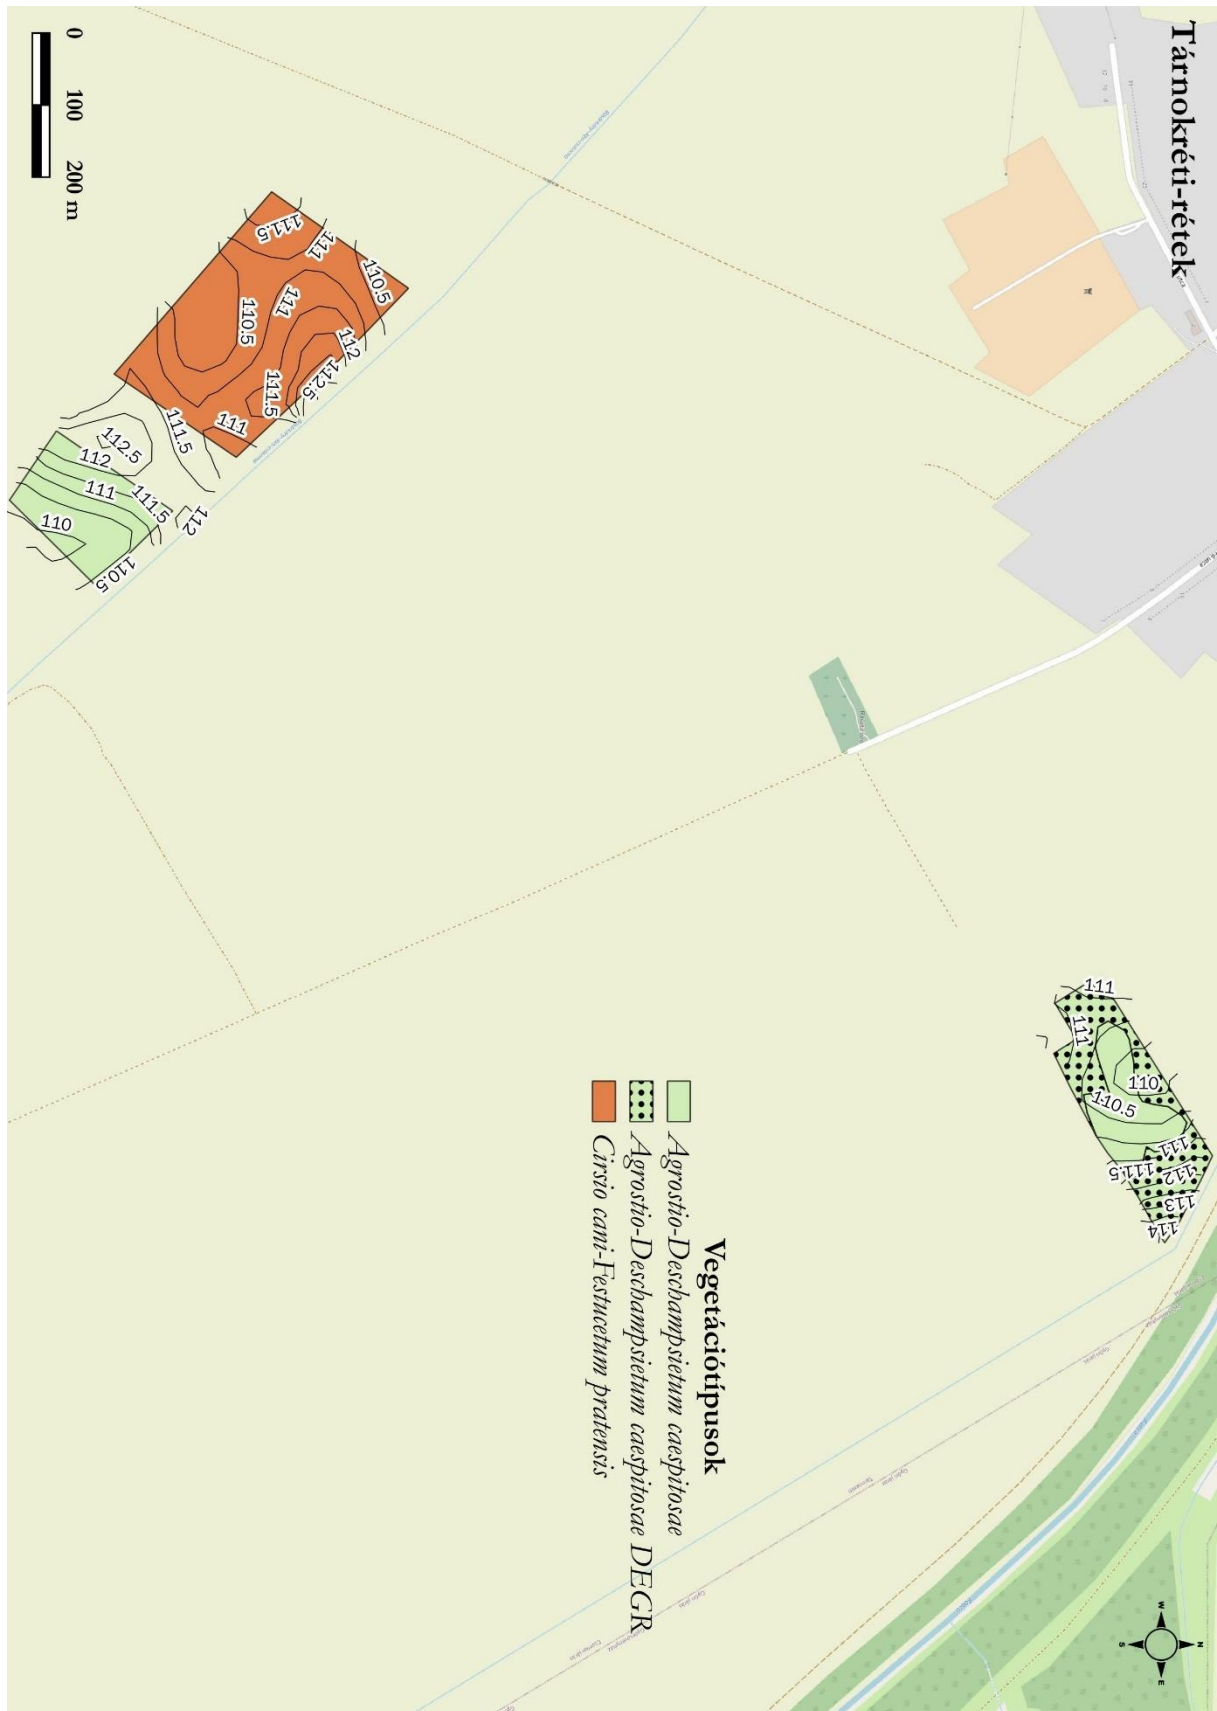 Tárnokréti-rétek
0 100 200 m
111.5
111
110.5
111
110.5
112
112.5
111.5
111
111.5
112.5
112
111
111.5
112
110
110.5
111
111
110
110.5
111
111.5
112
113
114
Vegetációtípusok
Agrostio-Deschampsietum caespitosae
Agrostio-Deschampsietum caespitosae DEGR
Cirsio cani-Festucetum pratensis
N
W
E
S